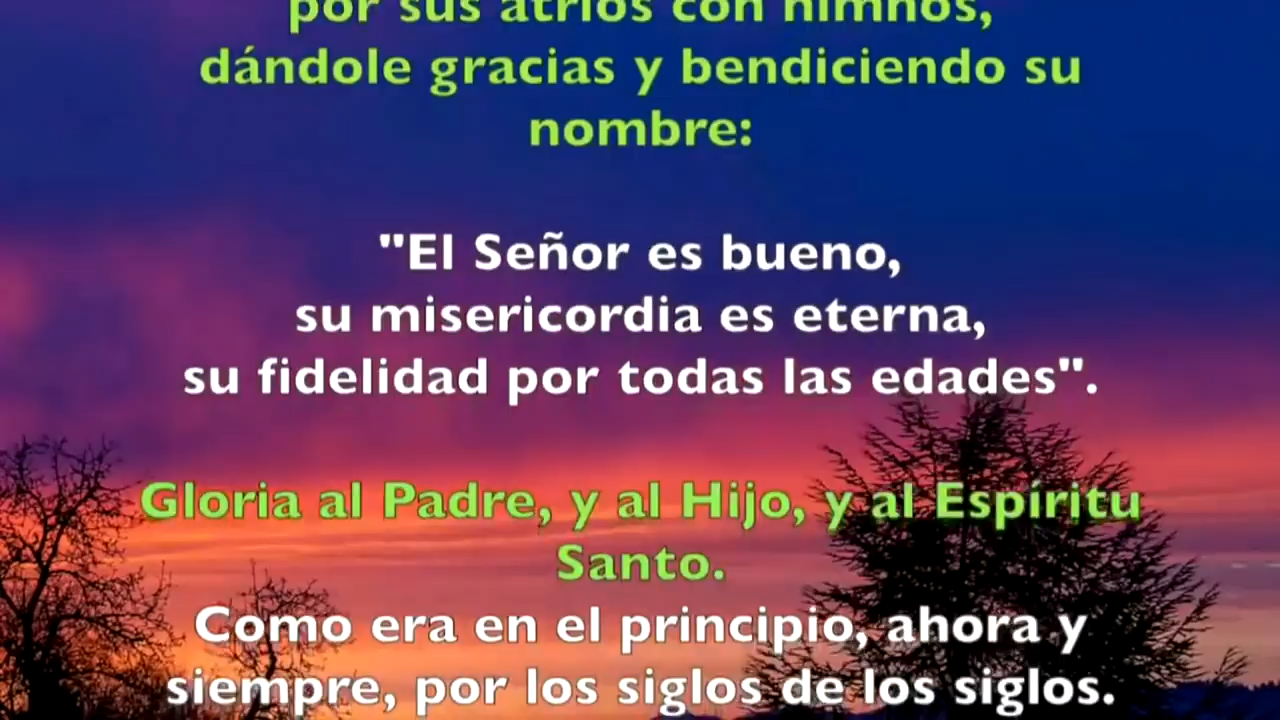 por sus atrios con himnos,
dándole gracias y bendiciendo su
nombre:
"El Señor es bueno,
su misericordia es eterna,
su fidelidad por todas las edades".
Gloria al Padre, y al Hijo, y al Espíritu
Santo.
Como era en el principio, ahora y
siempre, por los siglos de los siglos.